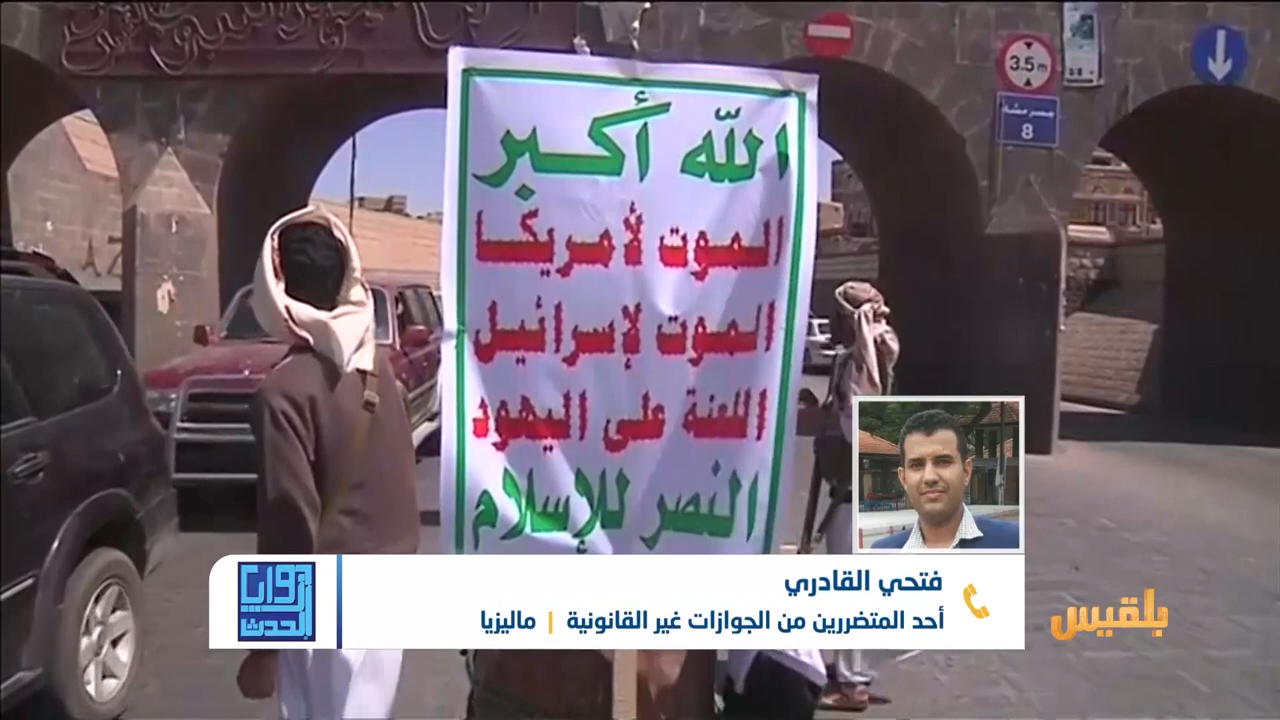 3.5 m
8
الله أكبر
الموت لأمريكا
الموت لإسرائيل
اللعنة على اليهود
النصر للإسلام
فتحي القادري
أحد المتضررين من الجوازات غير القانونية | ماليزيا
زوايا الحدث
بلقيس